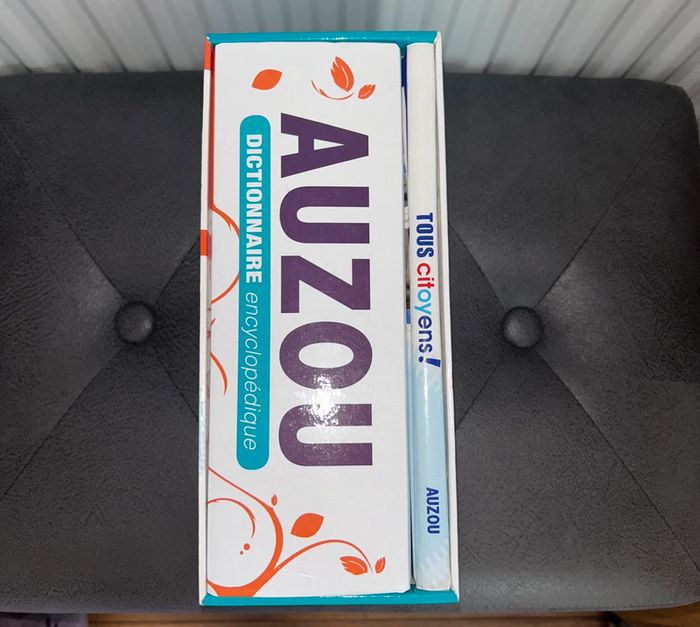 AUZOU
DICTIONNAIRE encyclopédique
TOUS citoyens!
AUZOU